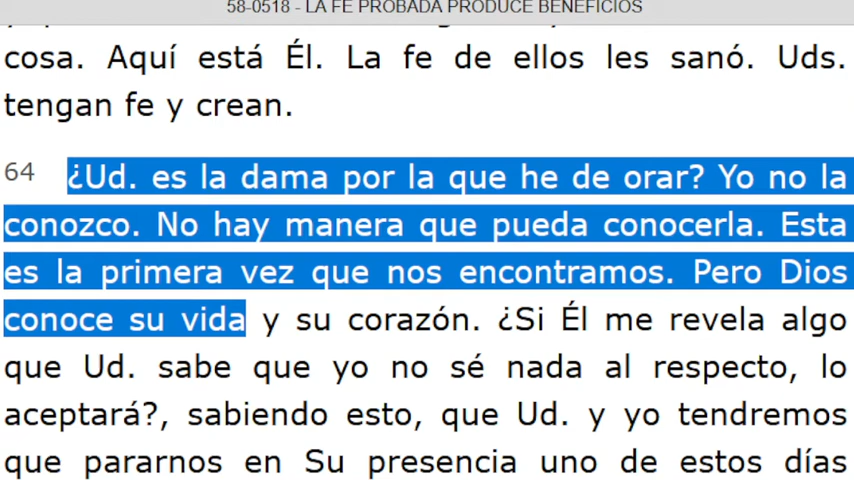 58-0518 - LA FE PROBADA PRODUCE BENEFICIOS
cosa. Aquí está Él. La fe de ellos les sanó. Uds.
tengan fe y crean.
64 ¿Ud. es la dama por la que he de orar? Yo no la
conozco. No hay manera que pueda conocerla. Esta
es la primera vez que nos encontramos. Pero Dios
conoce su vida y su corazón. ¿Si Él me revela algo
que Ud. sabe que yo no sé nada al respecto, lo
aceptará?, sabiendo esto, que Ud. y yo tendremos
que pararnos en Su presencia uno de estos días